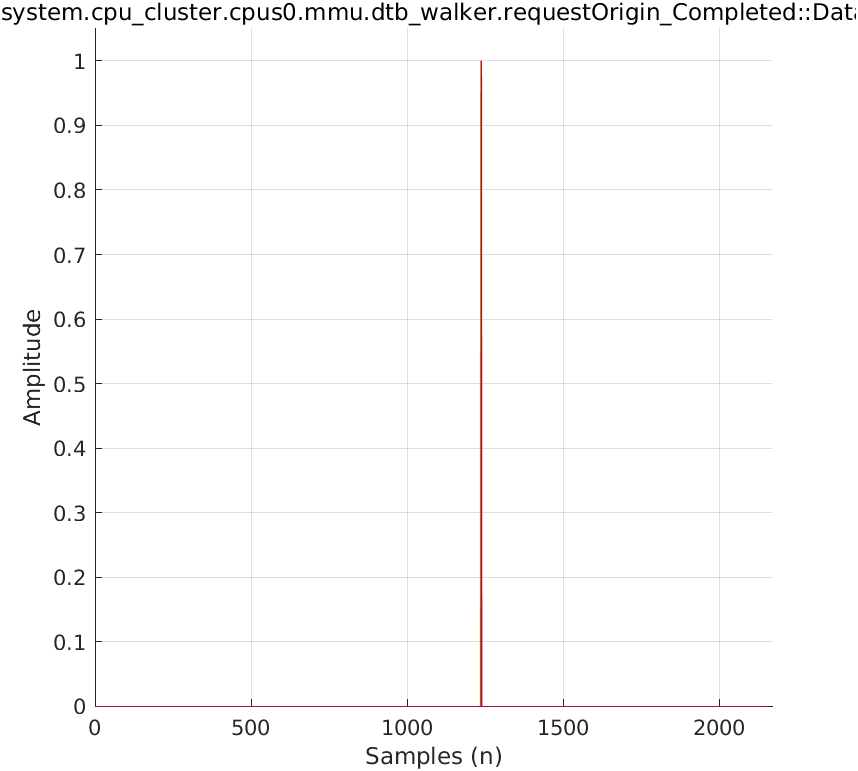 system.cpu_cluster.cpus0.mmu.dtb_walker.requestOrigin_Completed::Data
1
0.9
0.8
0.7
0.6
0.5
0.4
0.3
0.2
0.1
0
Amplitude
0 500 1000 1500 2000
Samples (n)